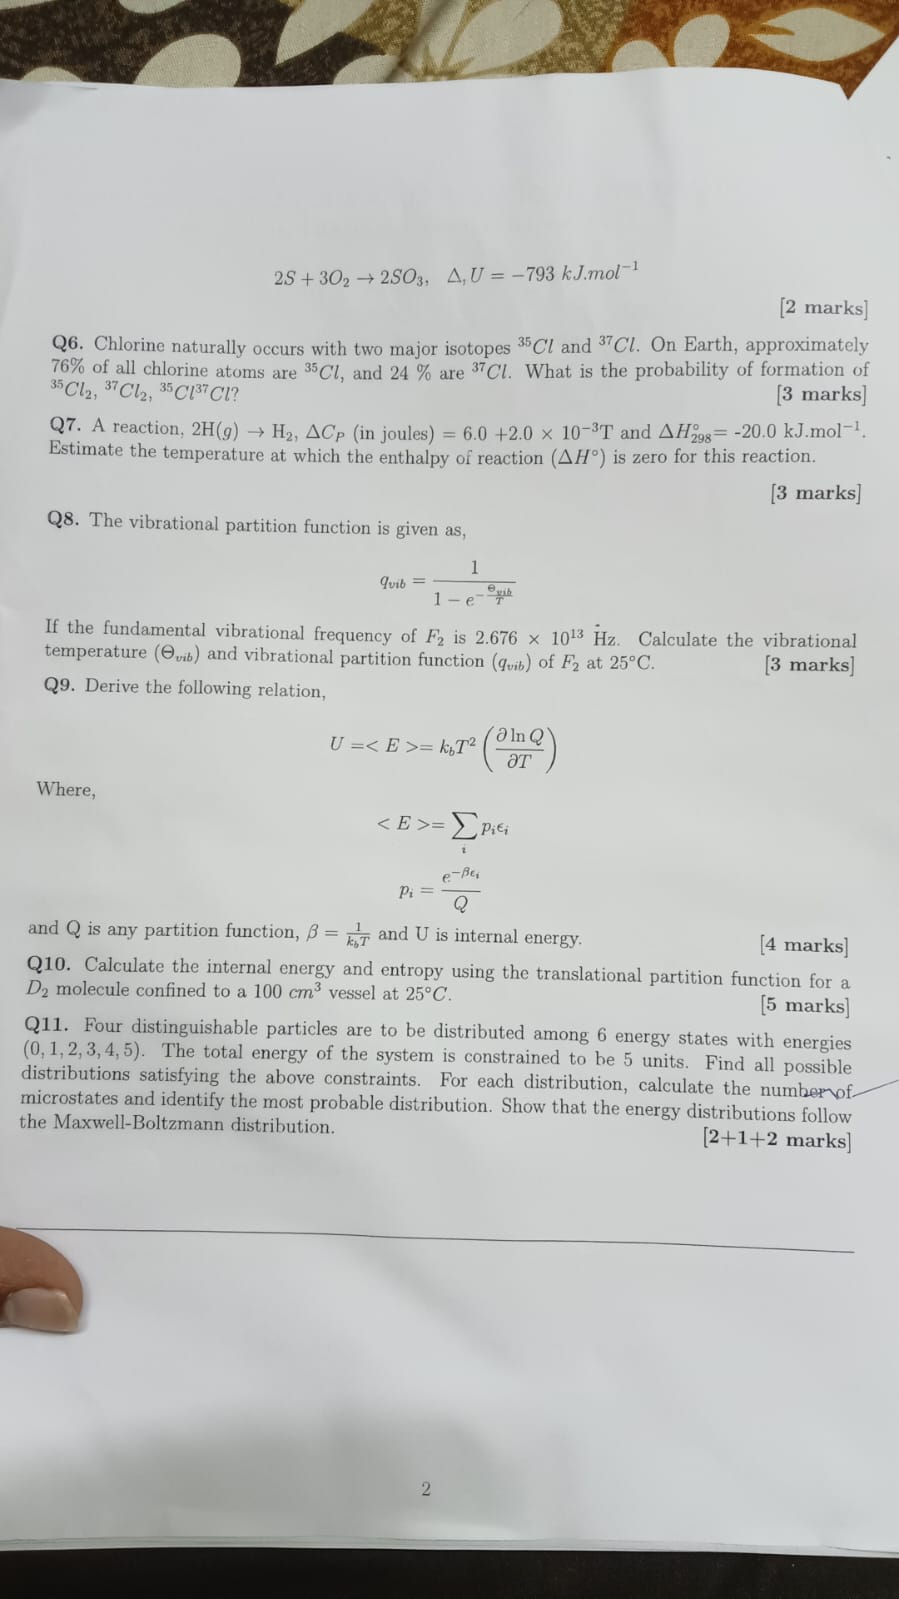 2S + 3O₂ → 2SO₃, Δ,U = −793 kJ.mol⁻¹
[2 marks]
Q6. Chlorine naturally occurs with two major isotopes ³⁵Cl and ³⁷Cl. On Earth, approximately
76% of all chlorine atoms are ³⁵Cl, and 24 % are ³⁷Cl. What is the probability of formation of
³⁵Cl₂, ³⁷Cl₂, ³⁵Cl³⁷Cl? [3 marks]
Q7. A reaction, 2H(g) → H₂, ΔC_P (in joules) = 6.0 +2.0 × 10⁻³T and ΔH°₂₉₈= -20.0 kJ.mol⁻¹.
Estimate the temperature at which the enthalpy of reaction (ΔH°) is zero for this reaction.
[3 marks]
Q8. The vibrational partition function is given as,
q_vib = 1 / (1 − e^(−Θ_vib/T))
If the fundamental vibrational frequency of F₂ is 2.676 × 10¹³ Hz. Calculate the vibrational
temperature (Θ_vib) and vibrational partition function (q_vib) of F₂ at 25°C. [3 marks]
Q9. Derive the following relation,
U =< E >= k_bT² (∂ ln Q / ∂T)
Where,
< E >= ∑_i p_iϵ_i
p_i = e^(−βϵ_i) / Q
and Q is any partition function, β = 1/(k_bT) and U is internal energy. [4 marks]
Q10. Calculate the internal energy and entropy using the translational partition function for a
D₂ molecule confined to a 100 cm³ vessel at 25°C. [5 marks]
Q11. Four distinguishable particles are to be distributed among 6 energy states with energies
(0, 1, 2, 3, 4, 5). The total energy of the system is constrained to be 5 units. Find all possible
distributions satisfying the above constraints. For each distribution, calculate the number of
microstates and identify the most probable distribution. Show that the energy distributions follow
the Maxwell-Boltzmann distribution. [2+1+2 marks]
2